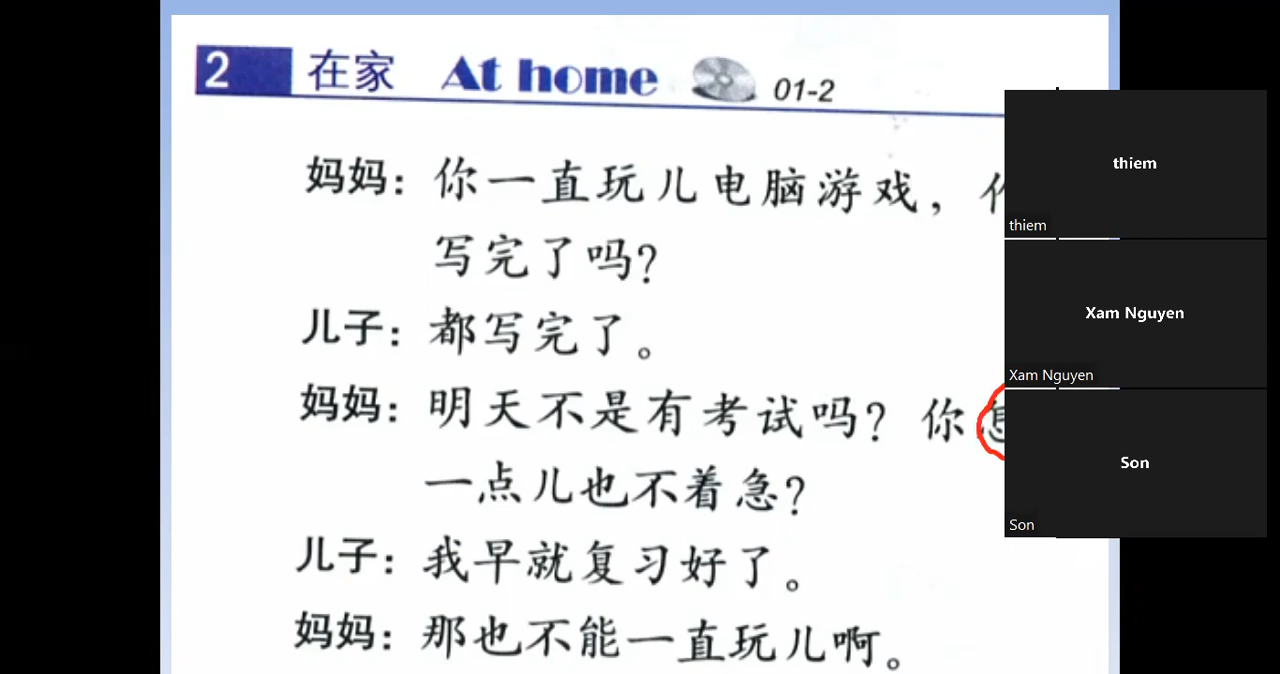 2 在家 At home 01-2
妈妈：你一直玩儿电脑游戏，
写完了吗？
儿子：都写完了。
妈妈：明天不是有考试吗？你
一点儿也不着急？
儿子：我早就复习好了。
妈妈：那也不能一直玩儿啊。
thiem
thiem
Xam Nguyen
Xam Nguyen
Son
Son